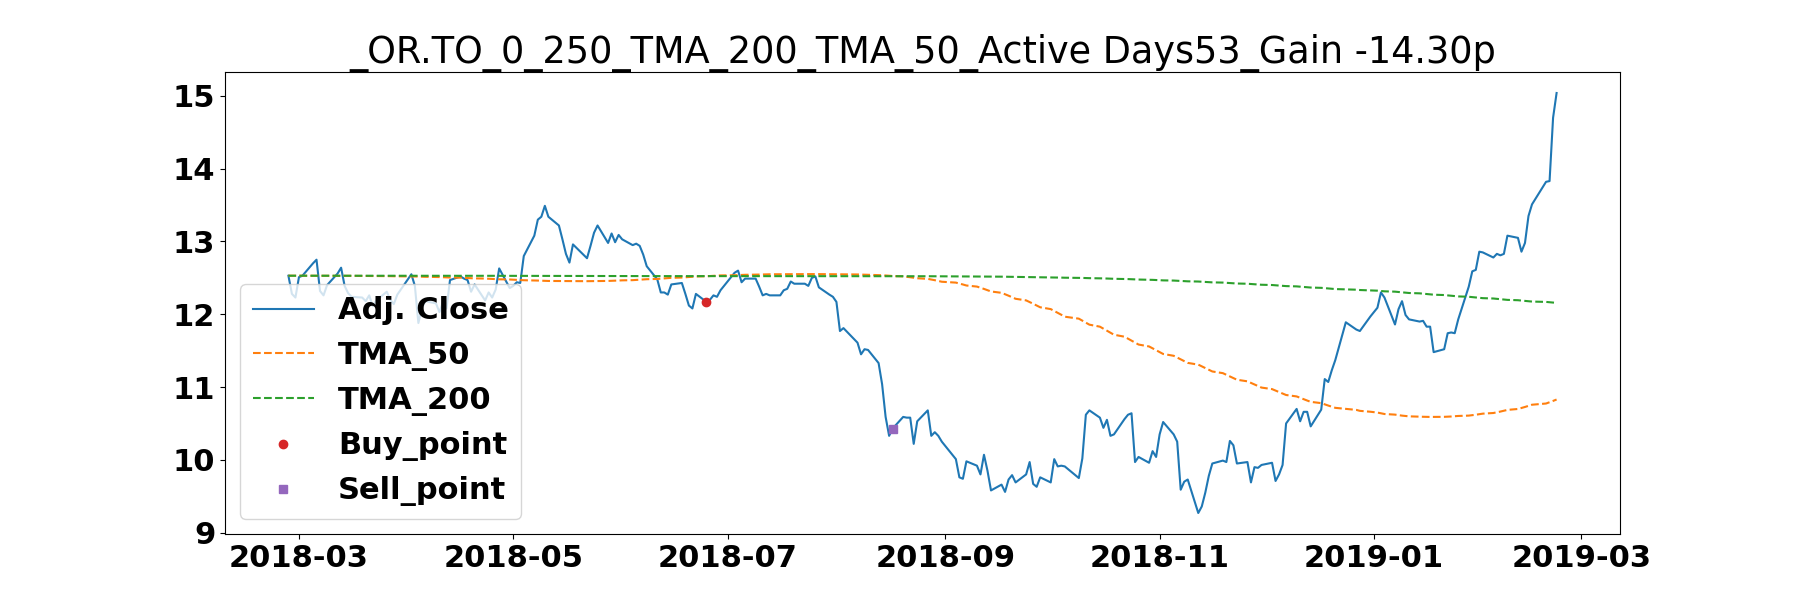 _OR.TO_0_250_TMA_200_TMA_50_Active Days53_Gain -14.30p
15
14
13
12
11
10
9
Adj. Close
TMA_50
TMA_200
Buy_point
Sell_point
2018-03 2018-05 2018-07 2018-09 2018-11 2019-01 2019-03